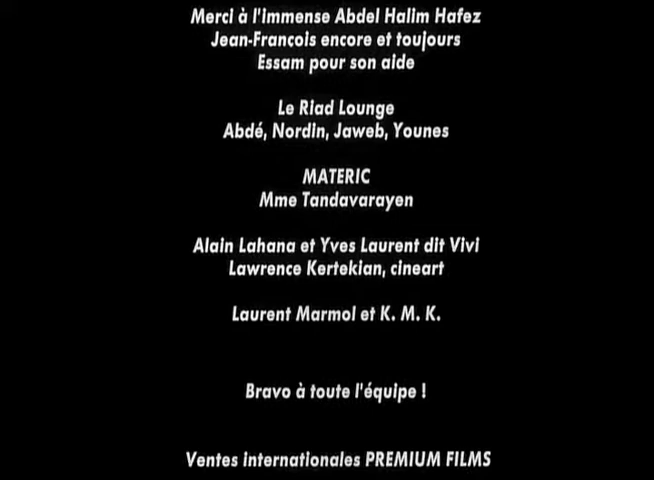 Merci à l'immense Abdel Halim Hafez
Jean-François encore et toujours
Essam pour son aide
Le Riad Lounge
Abdé, Nordin, Jaweb, Younes
MATERIC
Mme Tandavarayen
Alain Lahana et Yves Laurent dit Vivi
Lawrence Kertekian, cineart
Laurent Marmol et K. M. K.
Bravo à toute l'équipe !
Ventes internationales PREMIUM FILMS